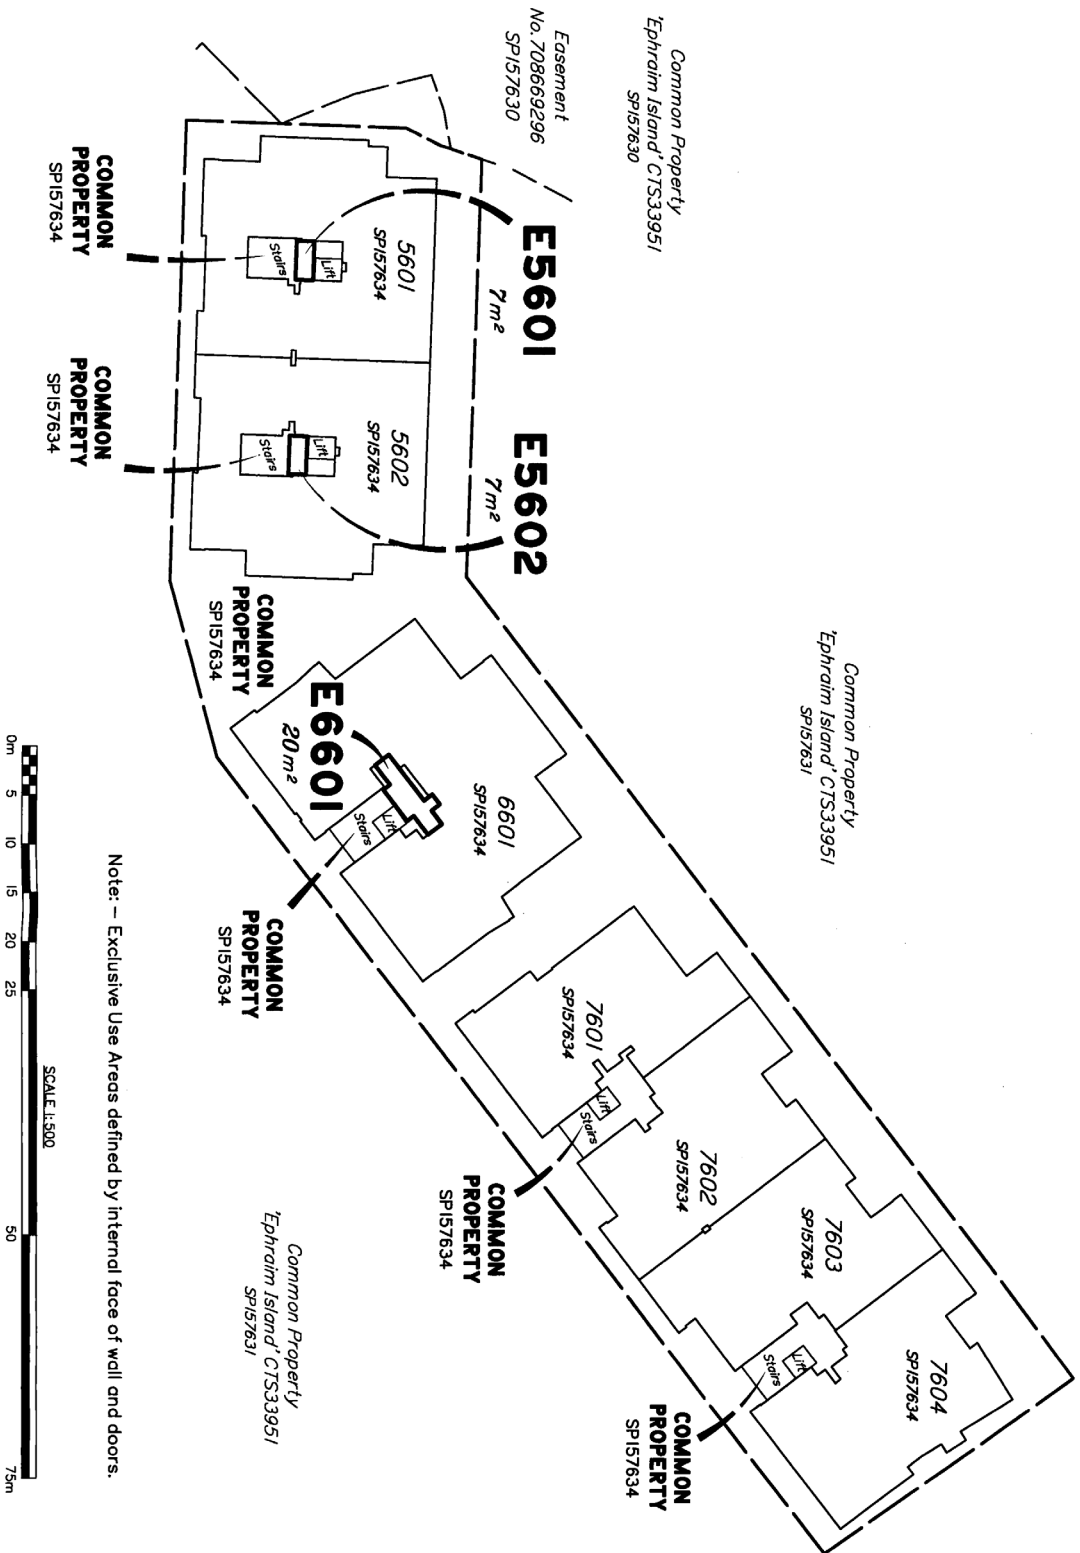 Common Property
'Ephraim Island' CTS33951
SP157630
Easement
No.708669296
SP157630
Common Property
'Ephraim Island' CTS33951
SP157631
E5601
7m²
E5602
7m²
5601
SP157634
Lift
Stairs
5602
SP157634
Lift
Stairs
COMMON
PROPERTY
SP157634
COMMON
PROPERTY
SP157634
COMMON
PROPERTY
SP157634
E6601
20m²
6601
SP157634
Lift
Stairs
COMMON
PROPERTY
SP157634
7601
SP157634
Lift
Stairs
7602
SP157634
COMMON
PROPERTY
SP157634
7603
SP157634
7604
SP157634
Lift
Stairs
COMMON
PROPERTY
SP157634
Common Property
'Ephraim Island' CTS33951
SP157631
Note: – Exclusive Use Areas defined by internal face of wall and doors.
SCALE 1:500
0m 5 10 15 20 25 50 75m